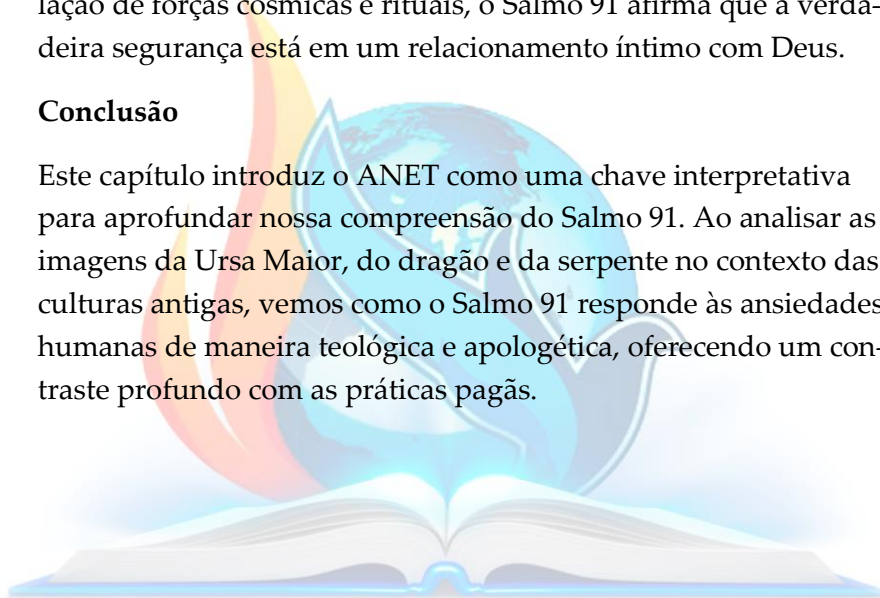 lação de forças cósmicas e rituais, o Salmo 91 afirma que a verda-
deira segurança está em um relacionamento íntimo com Deus.
Conclusão
Este capítulo introduz o ANET como uma chave interpretativa
para aprofundar nossa compreensão do Salmo 91. Ao analisar as
imagens da Ursa Maior, do dragão e da serpente no contexto das
culturas antigas, vemos como o Salmo 91 responde às ansiedades
humanas de maneira teológica e apologética, oferecendo um con-
traste profundo com as práticas pagãs.